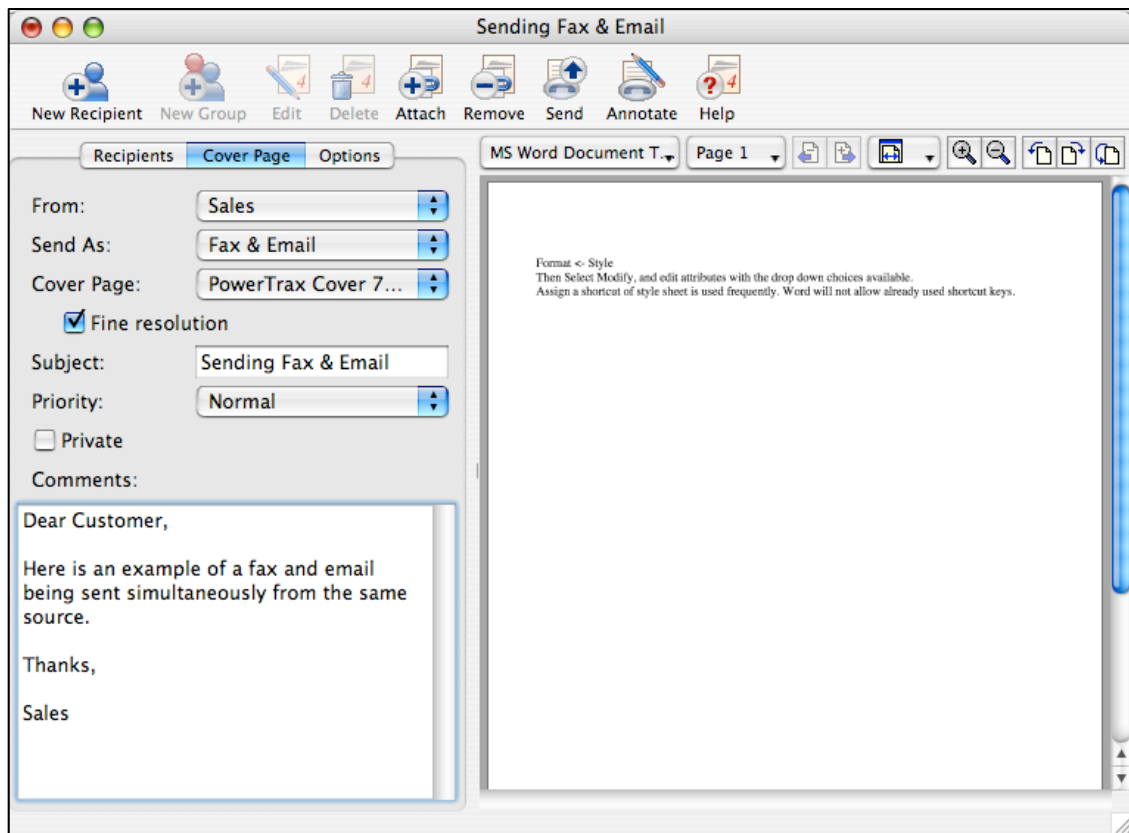 Sending Fax & Email
New Recipient New Group Edit Delete Attach Remove Send Annotate Help
Recipients Cover Page Options
MS Word Document T... Page 1
From: Sales
Send As: Fax & Email
Cover Page: PowerTrax Cover 7...
Fine resolution
Subject: Sending Fax & Email
Priority: Normal
Private
Comments:
Dear Customer,
Here is an example of a fax and email
being sent simultaneously from the same
source.
Thanks,
Sales
Format <- Style
Then Select Modify, and edit attributes with the drop down choices available.
Assign a shortcut of style sheet is used frequently. Word will not allow already used shortcut keys.